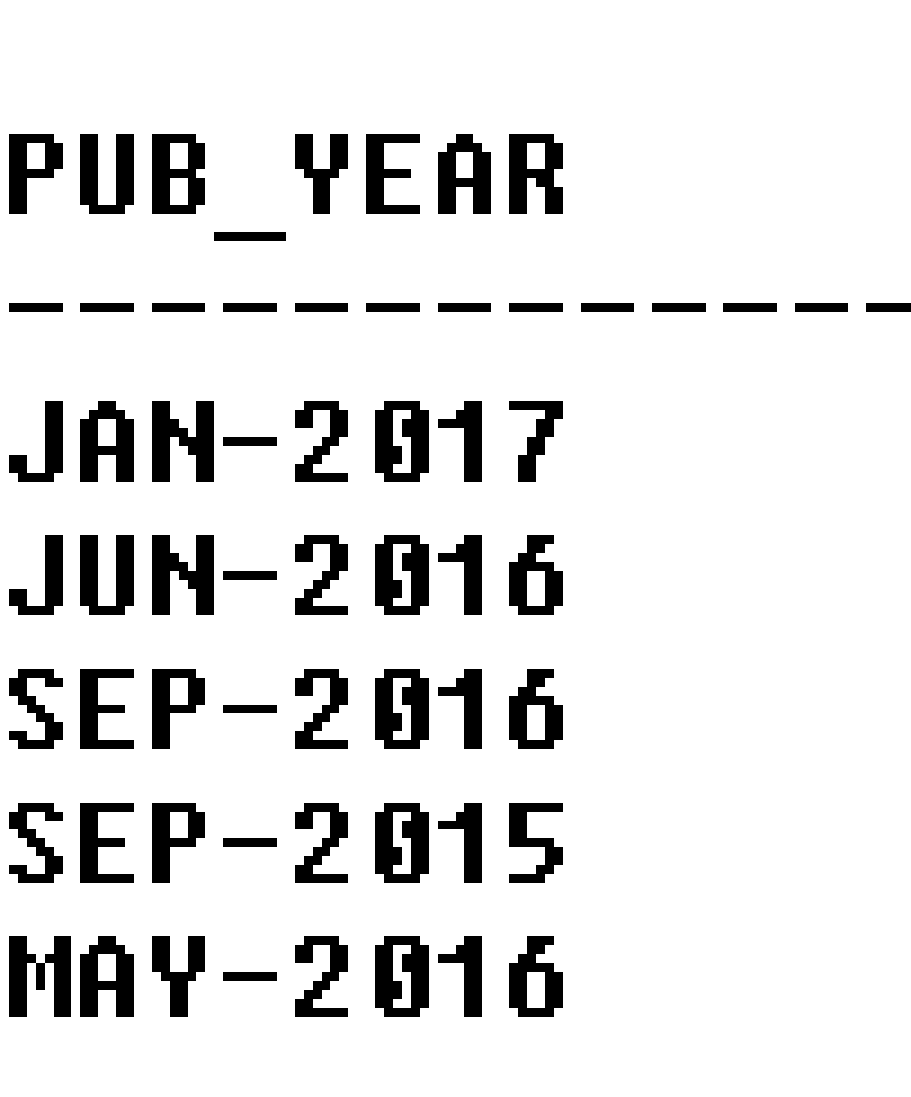 PUB_YEAR
-------------
JAN-2017
JUN-2016
SEP-2016
SEP-2015
MAY-2016